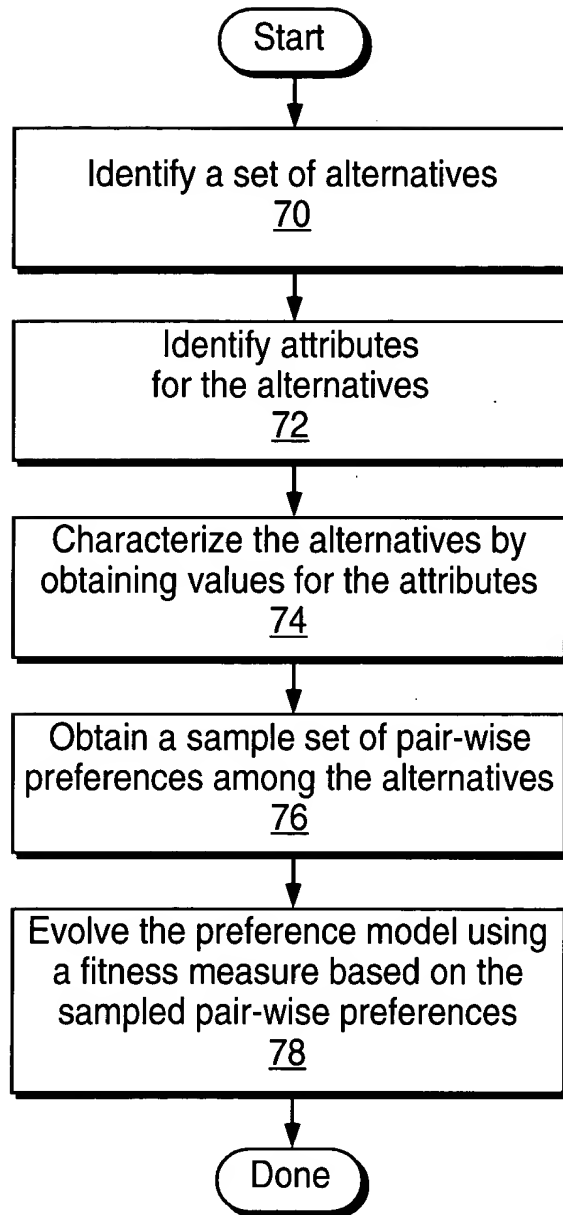 Start
Identify a set of alternatives
70
Identify attributes
for the alternatives
72
Characterize the alternatives by
obtaining values for the attributes
74
Obtain a sample set of pair-wise
preferences among the alternatives
76
Evolve the preference model using
a fitness measure based on the
sampled pair-wise preferences
78
Done